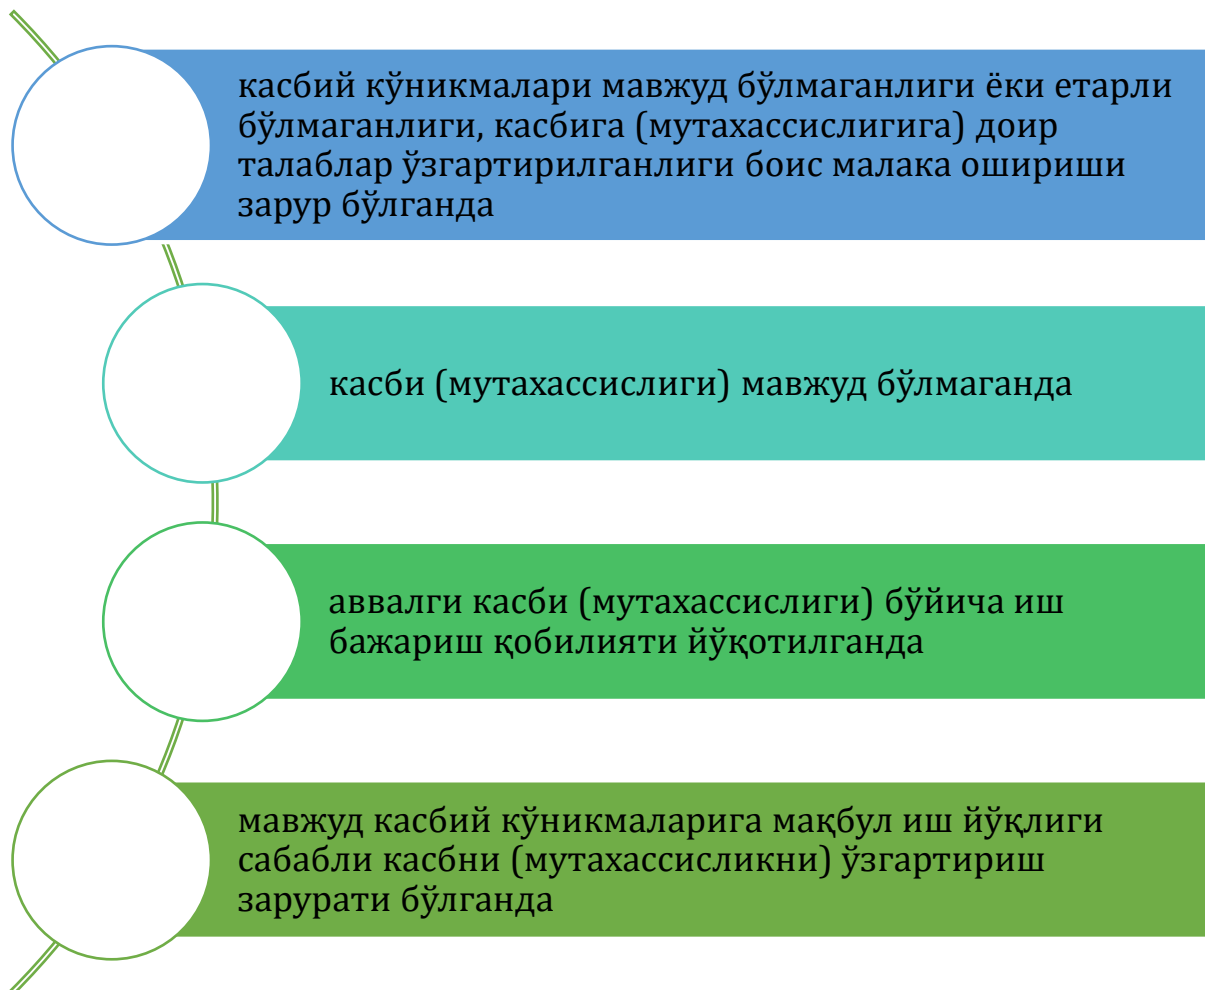 касбий кўникмалари мавжуд бўлмаганлиги ёки етарли
бўлмаганлиги, касбига (мутахассислигига) доир
талаблар ўзгартирилганлиги боис малака ошириши
зарур бўлганда
касби (мутахассислиги) мавжуд бўлмаганда
аввалги касби (мутахассислиги) бўйича иш
бажариш қобилияти йўқотилганда
мавжуд касбий кўникмаларига мақбул иш йўқлиги
сабабли касбни (мутахассисликни) ўзгартириш
зарурати бўлганда